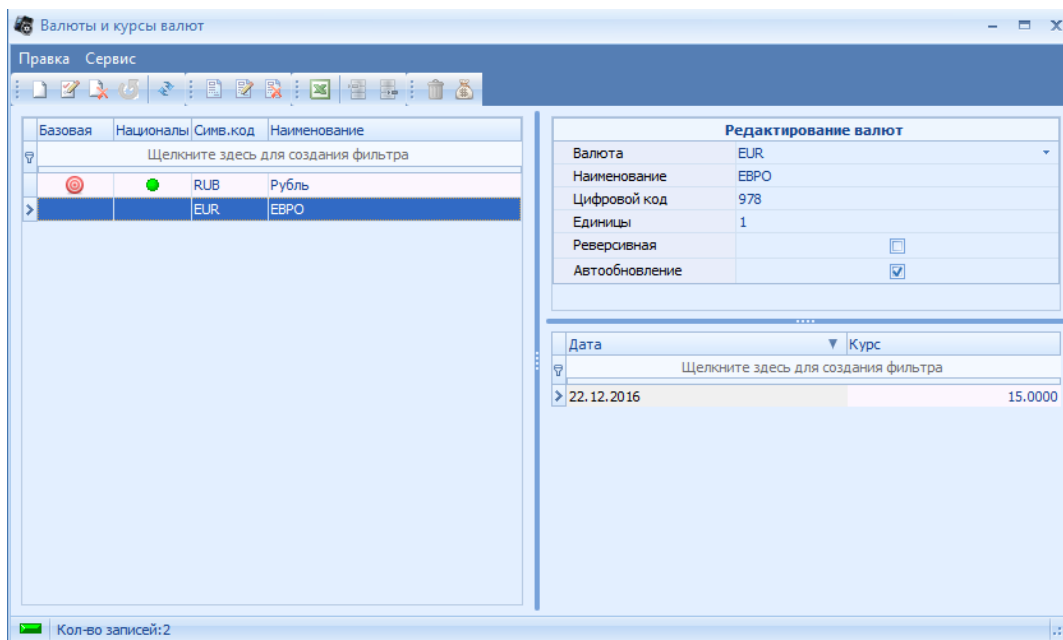 Валюты и курсы валют
Правка Сервис
Базовая Националы Симв.код Наименование
Щелкните здесь для создания фильтра
RUB Рубль
EUR ЕВРО
Редактирование валют
Валюта EUR
Наименование ЕВРО
Цифровой код 978
Единицы 1
Реверсивная
Автообновление
Дата Курс
Щелкните здесь для создания фильтра
22.12.2016 15.0000
Кол-во записей:2